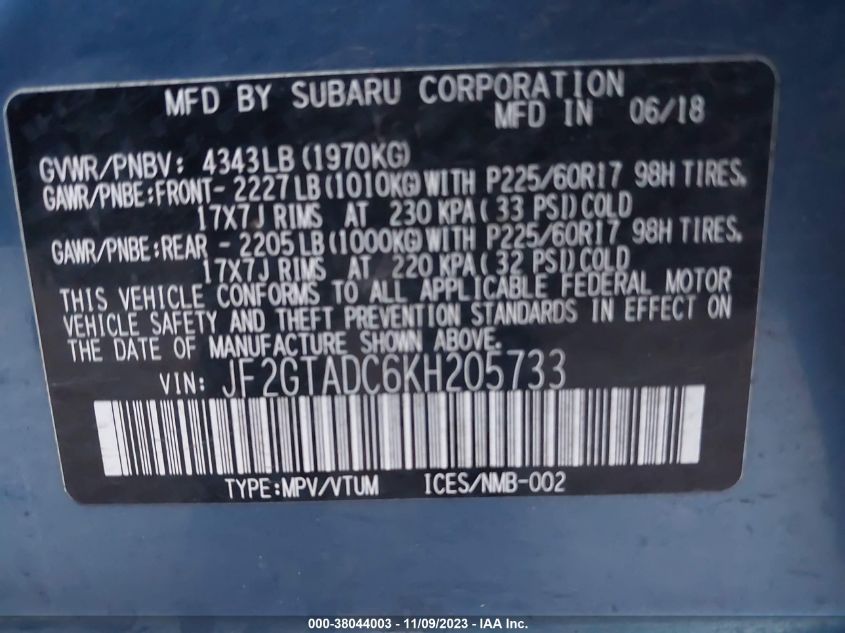 MFD BY SUBARU CORPORATION
MFD IN 06/18
GVWR/PNBV: 4343LB (1970KG)
GAWR/PNBE:FRONT- 2227LB(1010KG)WITH P225/60R17 98H TIRES.
17X7J RIMS AT 230 KPA( 33 PSI)COLD
GAWR/PNBE:REAR - 2205LB(1000KG)WITH P225/60R17 98H TIRES.
17X7J RIMS AT 220 KPA( 32 PSI)COLD
THIS VEHICLE CONFORMS TO ALL APPLICABLE FEDERAL MOTOR
VEHICLE SAFETY AND THEFT PREVENTION STANDARDS IN EFFECT ON
THE DATE OF MANUFACTURE SHOWN ABOVE.
VIN: JF2GTADC6KH205733
TYPE:MPV/VTUM ICES/NMB-002
000-38044003 - 11/09/2023 - IAA Inc.